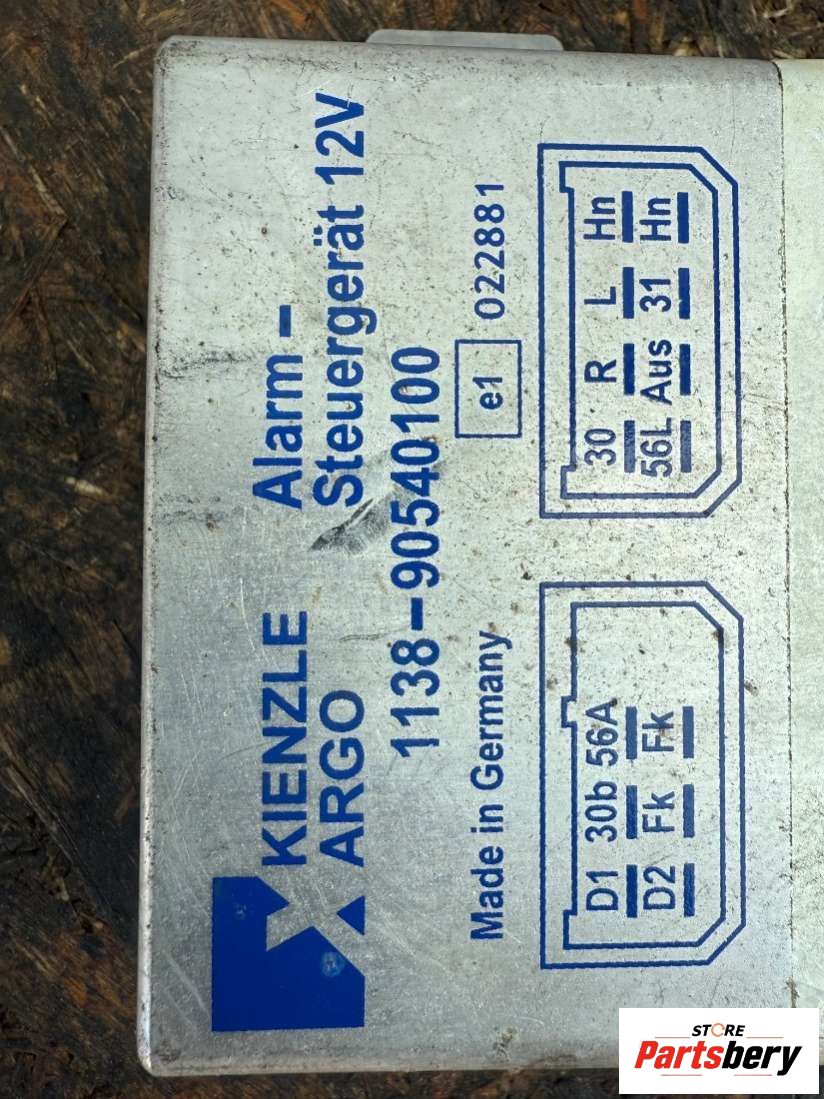 KIENZLE
ARGO
Alarm-
Steuergerät 12V
1138-90540100
Made in Germany
e1
022881
D1 30b 56A
D2 Fk Fk
30 R L Hn
56L Aus 31 Hn
STORE
Partsbery